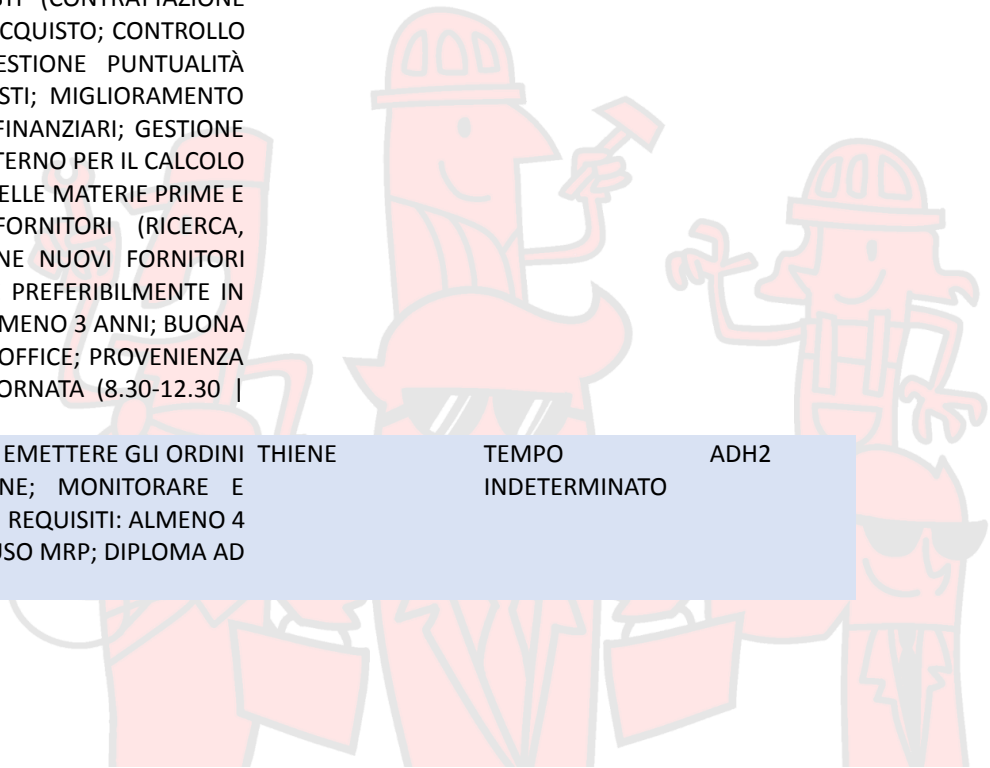 (CONTRATTAZIONE
CQUISTO; CONTROLLO
ESTIONE PUNTUALITÀ
STI; MIGLIORAMENTO
FINANZIARI; GESTIONE
TERNO PER IL CALCOLO
ELLE MATERIE PRIME E
FORNITORI (RICERCA,
NE NUOVI FORNITORI
PREFERIBILMENTE IN
MENO 3 ANNI; BUONA
OFFICE; PROVENIENZA
ORNATA (8.30-12.30 |
EMETTERE GLI ORDINI THIENE TEMPO ADH2
NE; MONITORARE E INDETERMINATO
REQUISITI: ALMENO 4
USO MRP; DIPLOMA AD